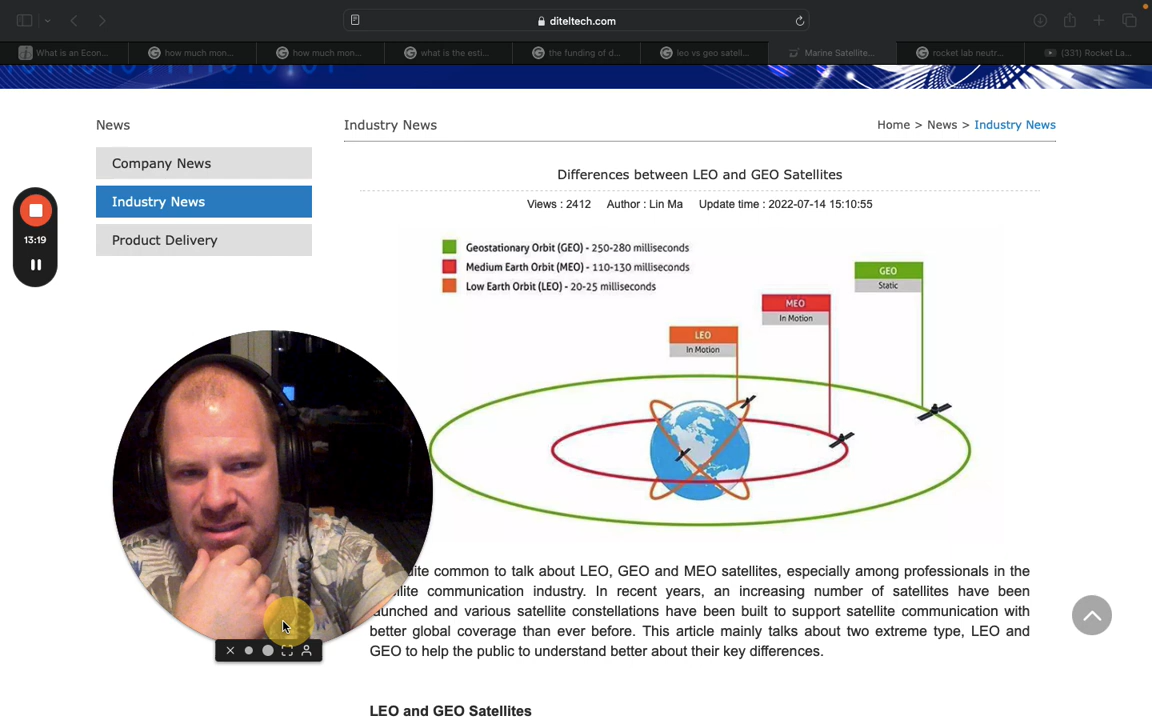 diteltech.com
What is an Econ...
how much mon...
how much mon...
what is the esti...
the funding of d...
leo vs geo satell...
Marine Satellite...
rocket lab neutr...
(331) Rocket La...
News
Company News
Industry News
Product Delivery
Industry News
Home > News > Industry News
Differences between LEO and GEO Satellites
Views : 2412 Author : Lin Ma Update time : 2022-07-14 15:10:55
13:19
Geostationary Orbit (GEO) - 250-280 milliseconds
Medium Earth Orbit (MEO) - 110-130 milliseconds
Low Earth Orbit (LEO) - 20-25 milliseconds
GEO
Static
MEO
In Motion
LEO
In Motion
common to talk about LEO, GEO and MEO satellites, especially among professionals in the
communication industry. In recent years, an increasing number of satellites have been
and various satellite constellations have been built to support satellite communication with
better global coverage than ever before. This article mainly talks about two extreme type, LEO and
GEO to help the public to understand better about their key differences.
LEO and GEO Satellites